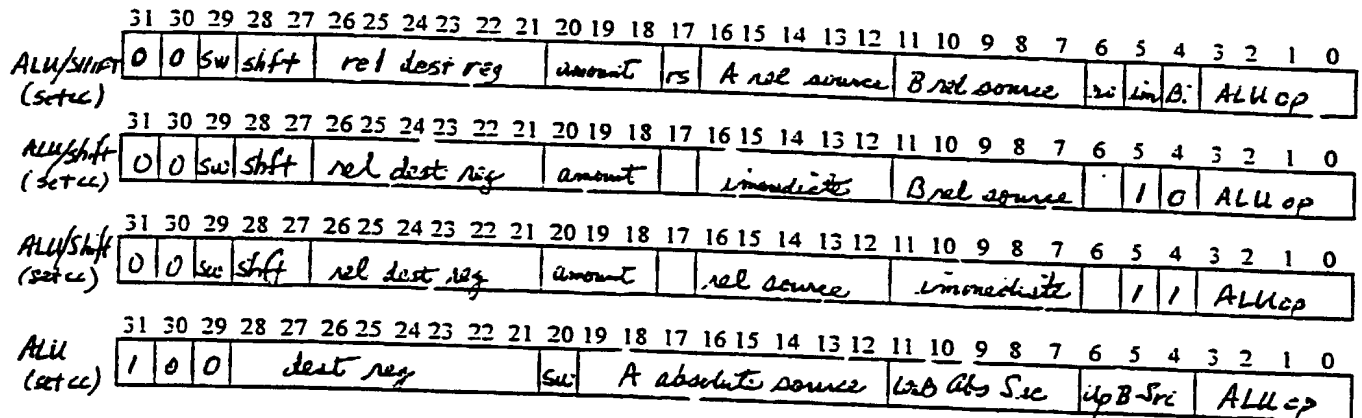 31 30 29 28 27 26 25 24 23 22 21 20 19 18 17 16 15 14 13 12 11 10 9 8 7 6 5 4 3 2 1 0
ALU/SHIFT 0 0 sw shft rel dest reg amount rs A rel source B rel source im B. ALU op
(setcc)
31 30 29 28 27 26 25 24 23 22 21 20 19 18 17 16 15 14 13 12 11 10 9 8 7 6 5 4 3 2 1 0
ALU/shft 0 0 sw shft rel dest reg amount immediate B rel source 1 0 ALU op
(setcc)
31 30 29 28 27 26 25 24 23 22 21 20 19 18 17 16 15 14 13 12 11 10 9 8 7 6 5 4 3 2 1 0
ALU/Shift 0 0 sw shft rel dest reg amount rel source immediate 1 1 ALU op
(setcc)
31 30 29 28 27 26 25 24 23 22 21 20 19 18 17 16 15 14 13 12 11 10 9 8 7 6 5 4 3 2 1 0
ALU 1 0 0 dest reg sw A absolute source Abs Src ALU op
(setcc)